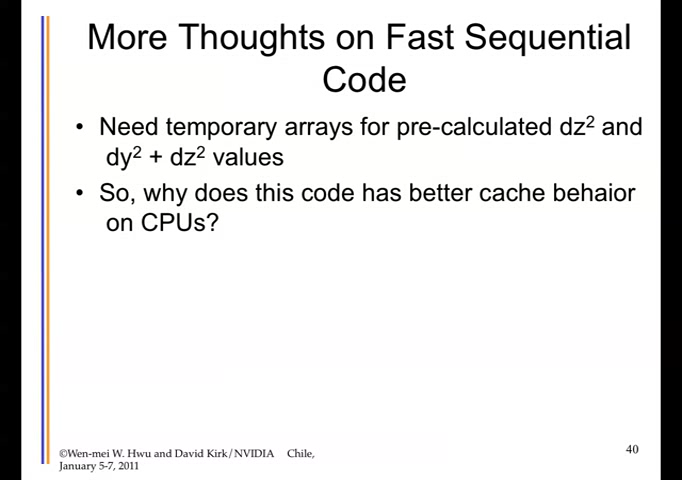 More Thoughts on Fast Sequential
Code
• Need temporary arrays for pre-calculated dz² and
dy² + dz² values
• So, why does this code has better cache behaior
on CPUs?
©Wen-mei W. Hwu and David Kirk/NVIDIA Chile,
January 5-7, 2011
40